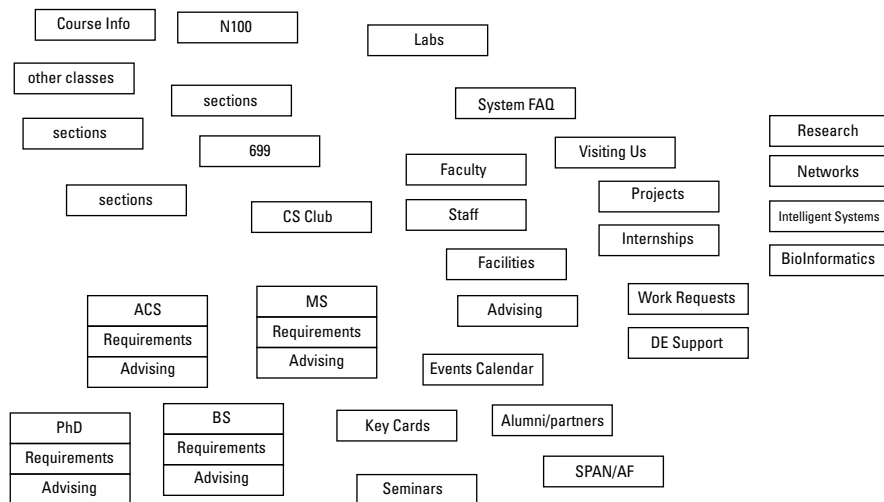 Course Info
N100
Labs
other classes
sections
System FAQ
sections
699
Visiting Us
Research
Faculty
Networks
sections
CS Club
Staff
Projects
Intelligent Systems
Internships
Facilities
BioInformatics
ACS
Requirements
Advising
MS
Requirements
Advising
Advising
Work Requests
DE Support
Events Calendar
PhD
Requirements
Advising
BS
Requirements
Advising
Key Cards
Alumni/partners
SPAN/AF
Seminars